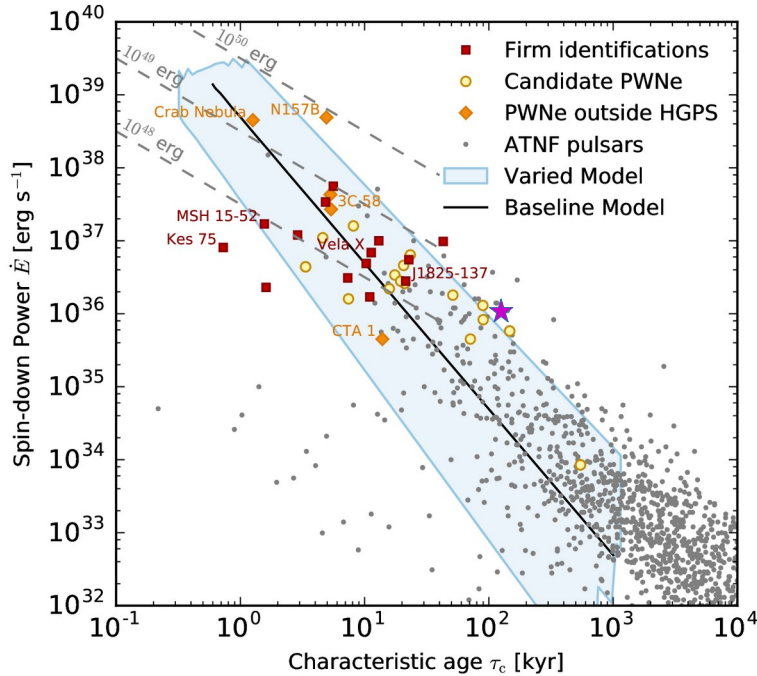 10^40
10^39
10^38
10^37
10^36
10^35
10^34
10^33
10^32
Spin-down Power Ė [erg s⁻¹]
10^50 erg
10^49 erg
10^48 erg
Firm identifications
Candidate PWNe
PWNe outside HGPS
ATNF pulsars
Varied Model
Baseline Model
Crab Nebula
N157B
3C 58
MSH 15-52
Kes 75
Vela X
J1825-137
CTA 1
10^-1
10^0
10^1
10^2
10^3
10^4
Characteristic age τc [kyr]